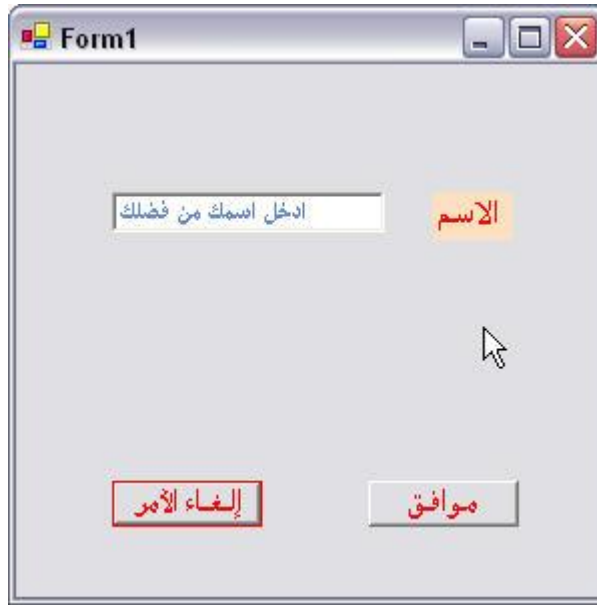 Form1
الاسم
ادخل اسمك من فضلك
موافق
إلغاء الأمر